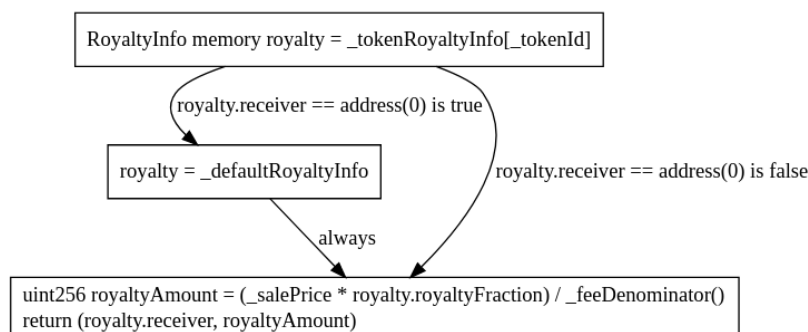 RoyaltyInfo memory royalty = _tokenRoyaltyInfo[_tokenId]
royalty.receiver == address(0) is true
royalty = _defaultRoyaltyInfo
royalty.receiver == address(0) is false
always
uint256 royaltyAmount = (_salePrice * royalty.royaltyFraction) / _feeDenominator()
return (royalty.receiver, royaltyAmount)